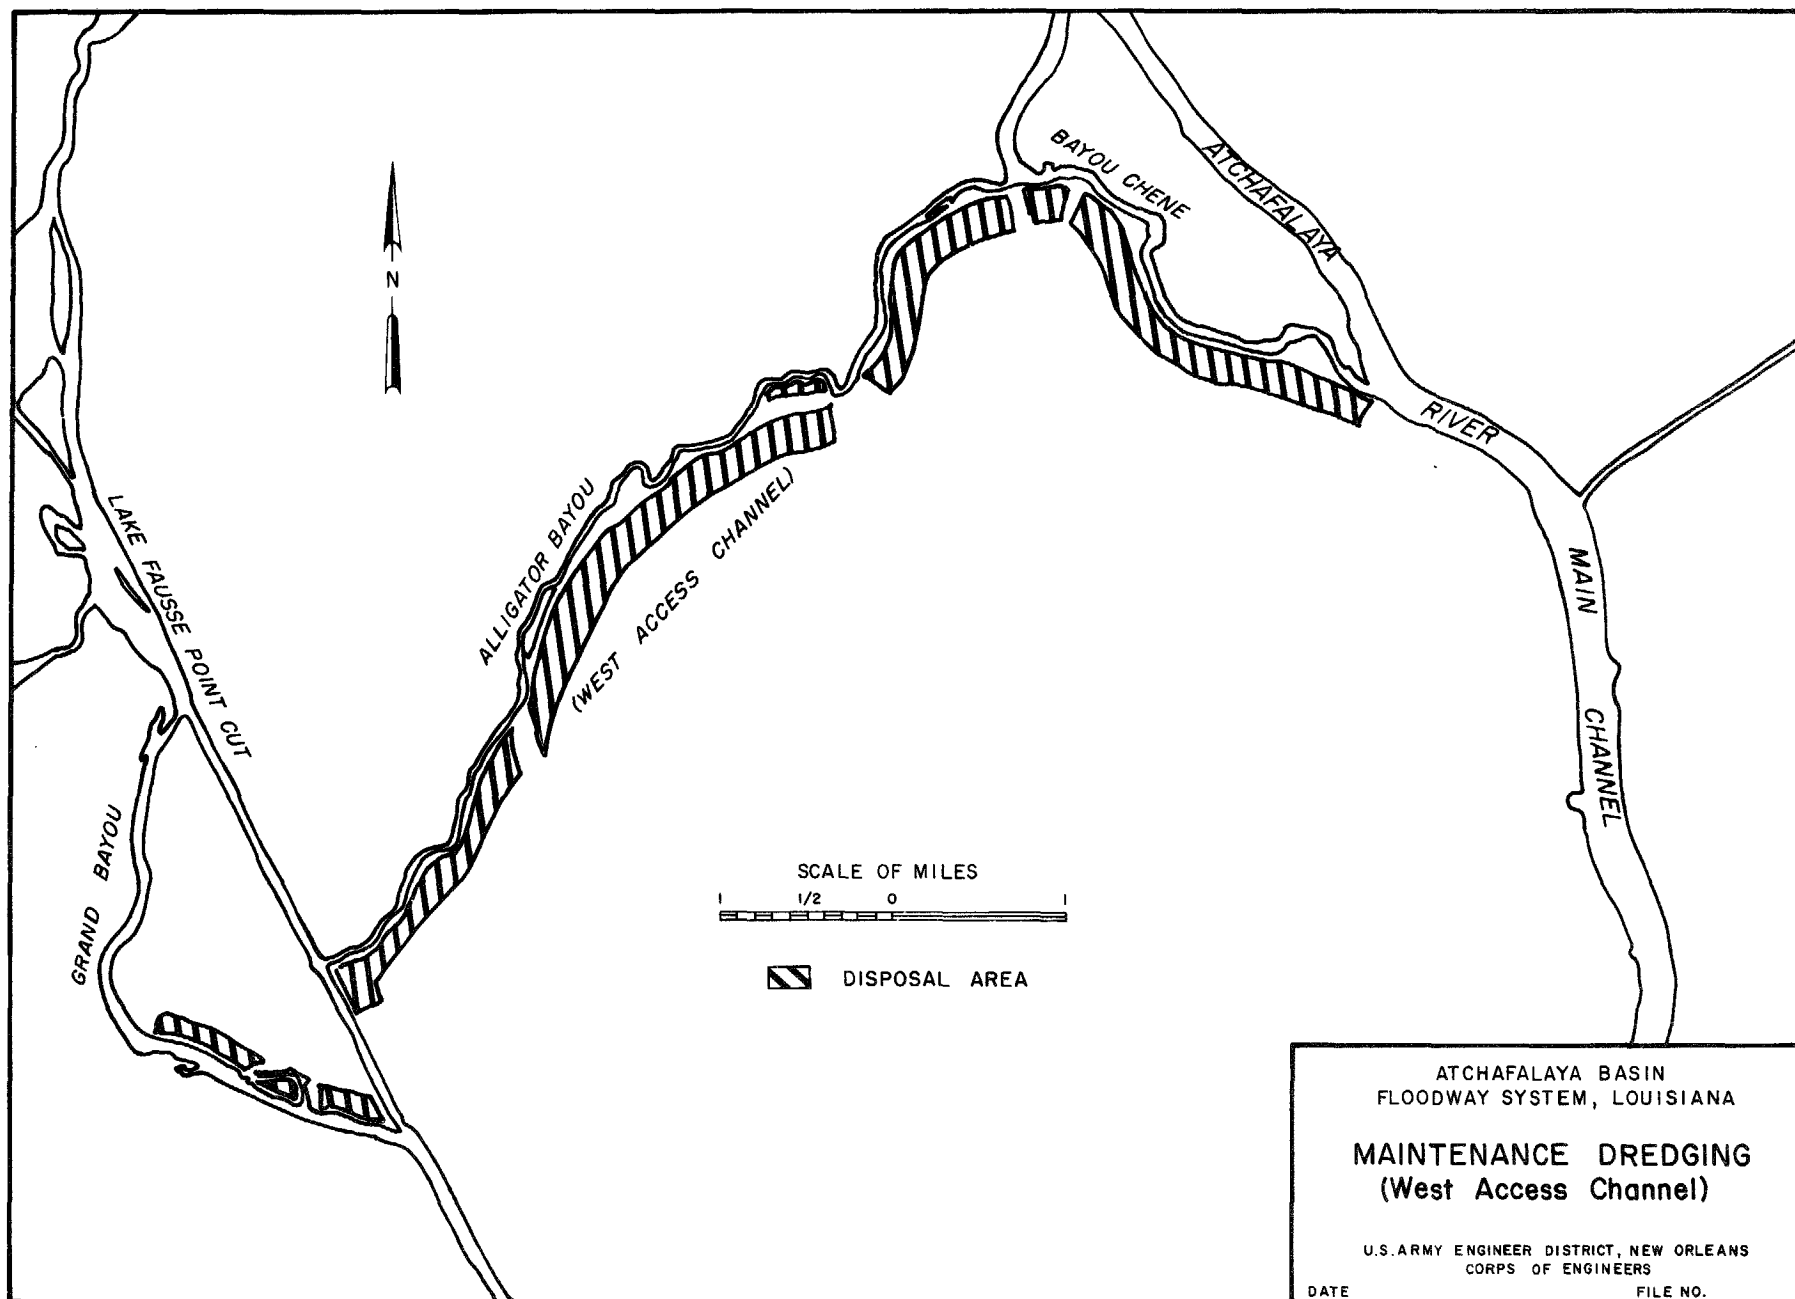 BAYOU CHENE
ATCHAFALAYA
RIVER
MAIN
CHANNEL
N
LAKE FAUSSE POINT CUT
ALLIGATOR BAYOU
(WEST ACCESS CHANNEL)
GRAND BAYOU
SCALE OF MILES
1 1/2 0 1
DISPOSAL AREA
ATCHAFALAYA BASIN
FLOODWAY SYSTEM, LOUISIANA
MAINTENANCE DREDGING
(West Access Channel)
U.S. ARMY ENGINEER DISTRICT, NEW ORLEANS
CORPS OF ENGINEERS
DATE FILE NO.